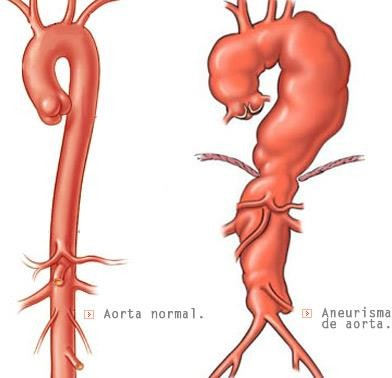 Aorta normal.
Aneurisma
de aorta.